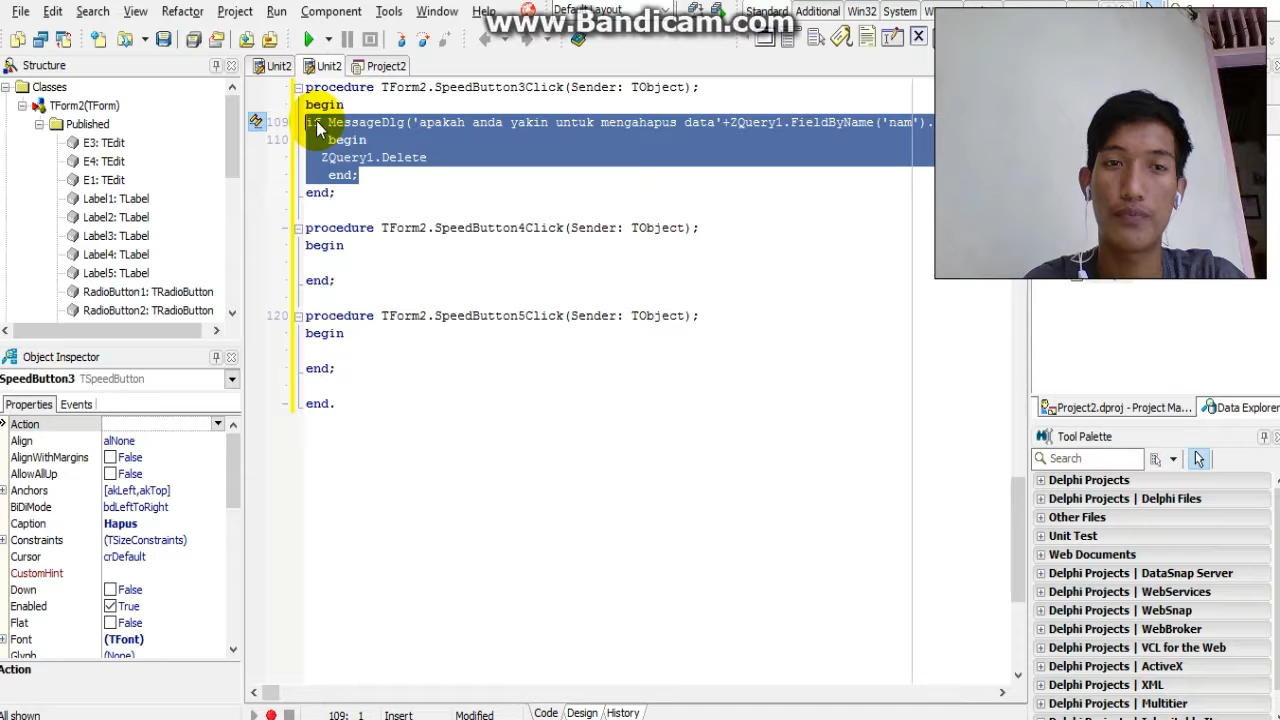 www.Bandicam.com
File Edit Search View Refactor Project Run Component Tools Window Help Default Layout
Standard Additional Win32 System
Structure
Unit2 Unit2 Project2
Classes
TForm2(TForm)
Published
E3: TEdit
E4: TEdit
E1: TEdit
Label1: TLabel
Label2: TLabel
Label3: TLabel
Label4: TLabel
Label5: TLabel
RadioButton1: TRadioButton
RadioButton2: TRadioButton
procedure TForm2.SpeedButton3Click(Sender: TObject);
begin
109 if MessageDlg('apakah anda yakin untuk mengahapus data'+ZQuery1.FieldByName('nam').
110 begin
ZQuery1.Delete
end;
end;
procedure TForm2.SpeedButton4Click(Sender: TObject);
begin
end;
120 procedure TForm2.SpeedButton5Click(Sender: TObject);
begin
end;
end.
Object Inspector
SpeedButton3 TSpeedButton
Properties Events
Action
Align alNone
AlignWithMargins False
AllowAllUp False
Anchors [akLeft,akTop]
BiDiMode bdLeftToRight
Caption Hapus
Constraints (TSizeConstraints)
Cursor crDefault
CustomHint
Down False
Enabled True
Flat False
Font (TFont)
Glyph (None)
Action
All shown
109: 1 Insert Modified Code Design History
Project2.dproj - Project Ma... Data Explorer
Tool Palette
Search
Delphi Projects
Delphi Projects | Delphi Files
Other Files
Unit Test
Web Documents
Delphi Projects | DataSnap Server
Delphi Projects | WebServices
Delphi Projects | WebSnap
Delphi Projects | WebBroker
VCL for the Web
Delphi Projects | ActiveX
Delphi Projects | XML
Delphi Projects | Multitier